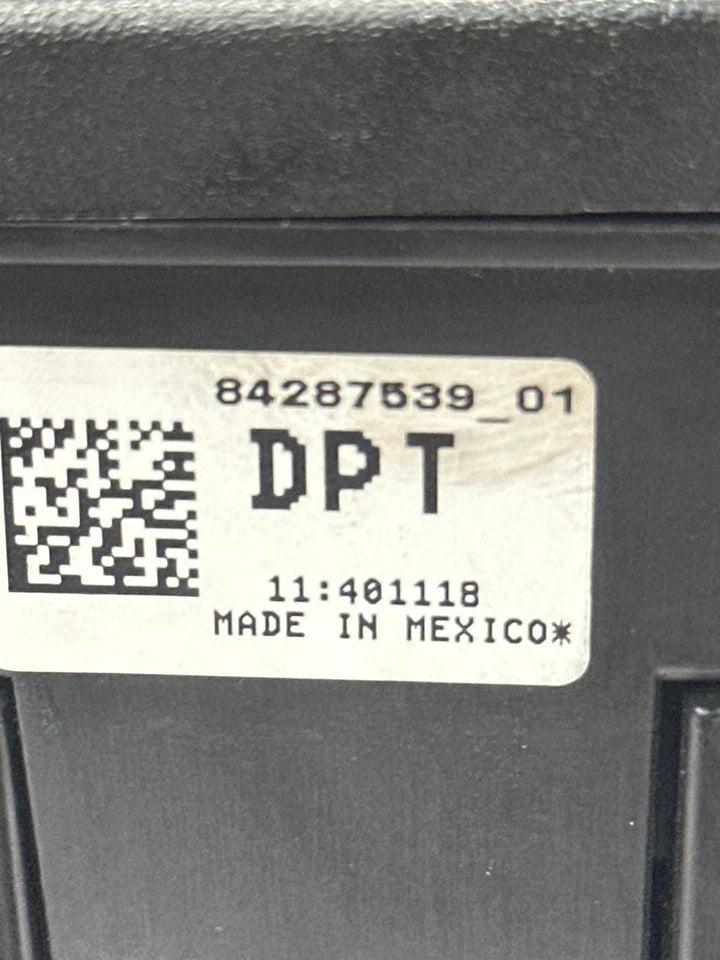 84287539_01
DPT
11:401118
MADE IN MEXICO*